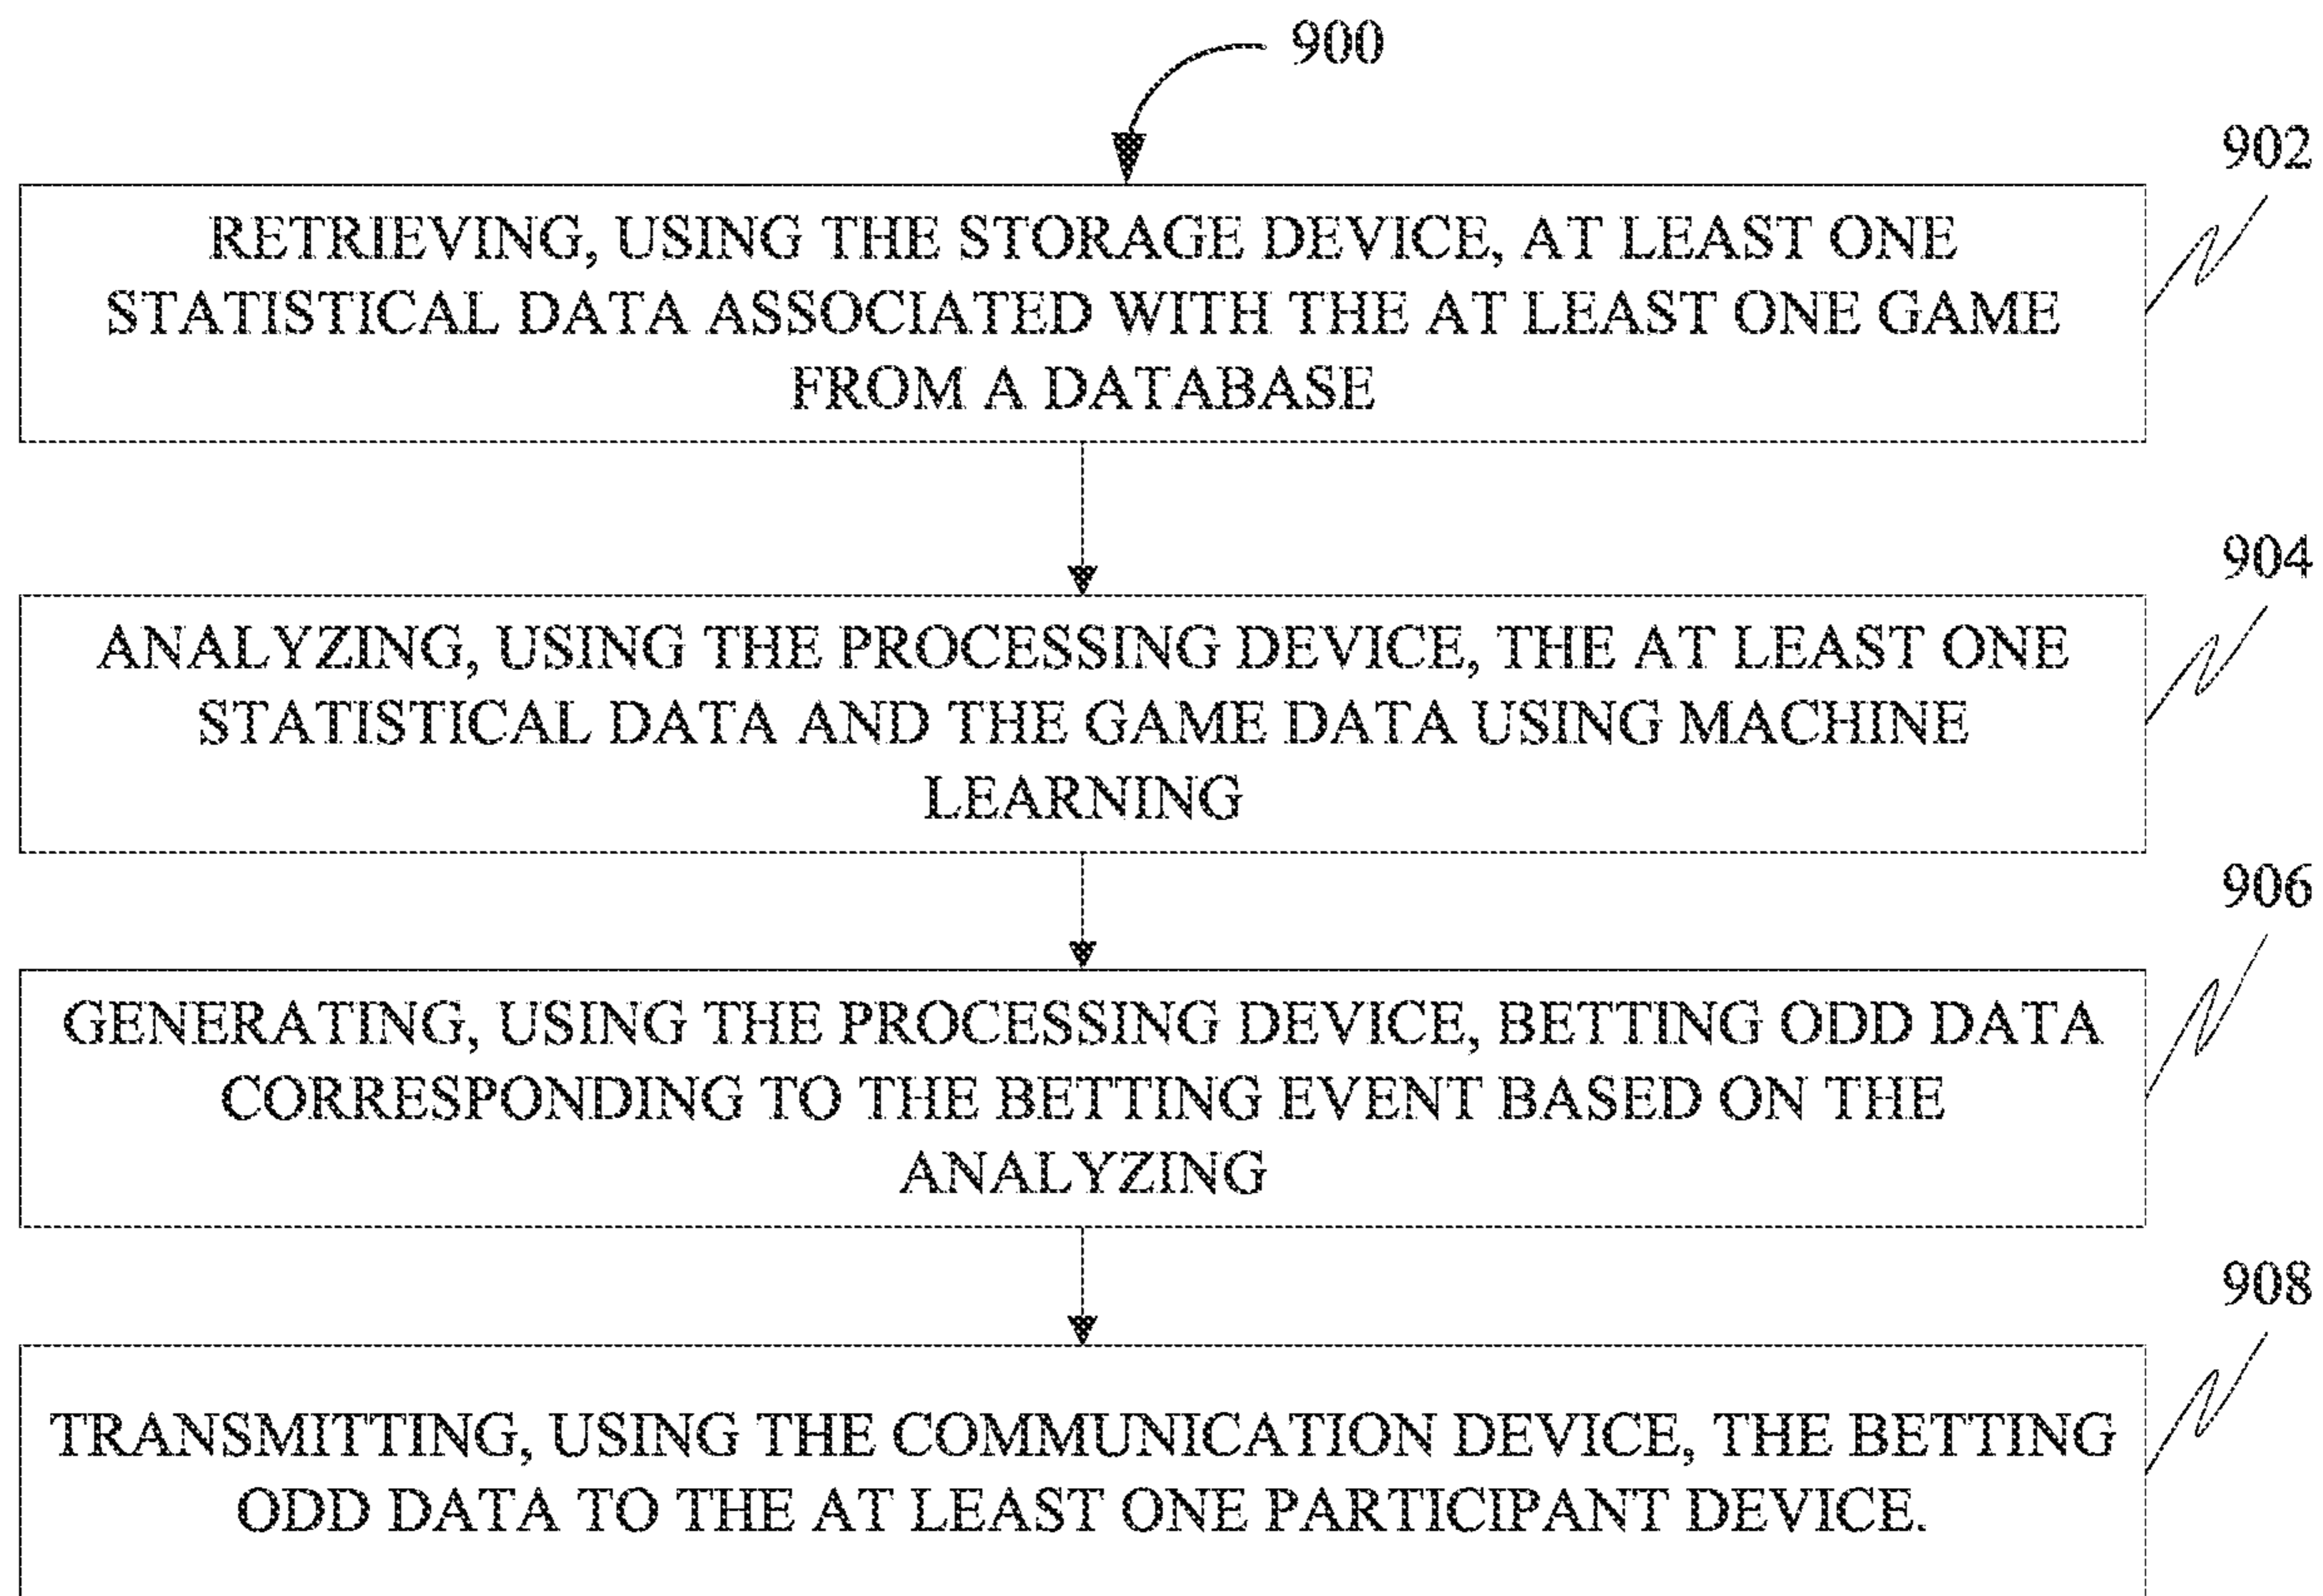 900
902
RETRIEVING, USING THE STORAGE DEVICE, AT LEAST ONE
STATISTICAL DATA ASSOCIATED WITH THE AT LEAST ONE GAME
FROM A DATABASE
904
ANALYZING, USING THE PROCESSING DEVICE, THE AT LEAST ONE
STATISTICAL DATA AND THE GAME DATA USING MACHINE
LEARNING
906
GENERATING, USING THE PROCESSING DEVICE, BETTING ODD DATA
CORRESPONDING TO THE BETTING EVENT BASED ON THE
ANALYZING
908
TRANSMITTING, USING THE COMMUNICATION DEVICE, THE BETTING
ODD DATA TO THE AT LEAST ONE PARTICIPANT DEVICE.